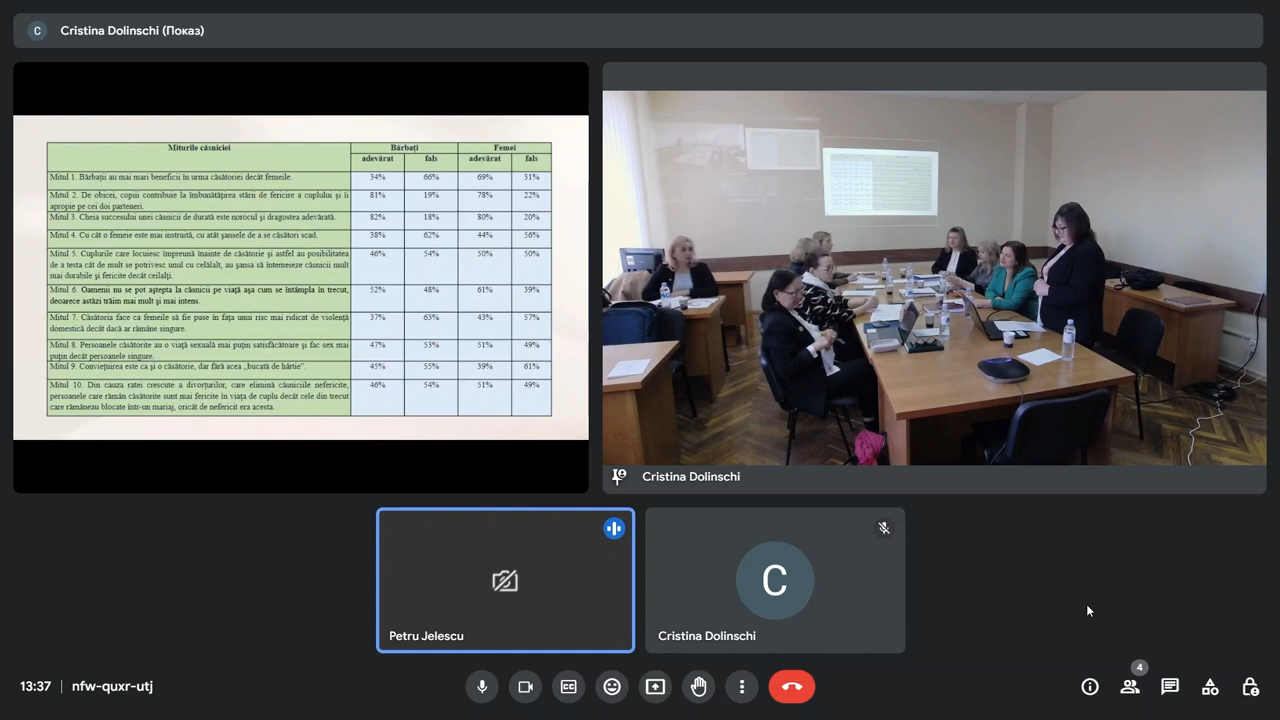 C Cristina Dolinschi (Показ)
Miturile căsniciei Bărbați Femei
adevărat fals adevărat fals
Mitul 1. Bărbații au mai mari beneficii în urma căsătoriei decât femeile. 34% 66% 69% 31%
Mitul 2. De obicei, copiii contribuie la îmbunătățirea stării de fericire a cuplului și îi 81% 19% 78% 22%
apropie pe cei doi parteneri.
Mitul 3. Cheia succesului unei căsnicii de durată este norocul și dragostea adevărată. 82% 18% 80% 20%
Mitul 4. Cu cât o femeie este mai instruită, cu atât șansele de a se căsători scad. 38% 62% 44% 56%
Mitul 5. Cuplurile care locuiesc împreună înainte de căsătorie și astfel au posibilitatea 46% 54% 50% 50%
de a testa cât de mult se potrivesc unul cu celălalt, au șansa să întemeieze căsnicii mult
mai durabile și fericite decât ceilalți.
Mitul 6. Oamenii nu se pot aștepta la căsnicii pe viață așa cum se întâmpla în trecut, 52% 48% 61% 39%
deoarece astăzi trăim mai mult și mai intens.
Mitul 7. Căsătoria face ca femeile să fie puse în fața unui risc mai ridicat de violență 37% 63% 43% 57%
domestică decât dacă ar rămâne singure.
Mitul 8. Persoanele căsătorite au o viață sexuală mai puțin satisfăcătoare și fac sex mai 47% 53% 51% 49%
puțin decât persoanele singure.
Mitul 9. Conviețuirea este ca și o căsătorie, dar fără acea „bucată de hârtie”. 45% 55% 39% 61%
Mitul 10. Din cauza ratei crescute a divorțurilor, care elimină căsniciile nefericite, 46% 54% 51% 49%
persoanele care rămân căsătorite sunt mai fericite în viața de cuplu decât cele din trecut
care rămâneau blocate într-un mariaj, oricât de nefericit era acesta.
Cristina Dolinschi
Petru Jelescu
C
Cristina Dolinschi
13:37 | nfw-quxr-utj
4